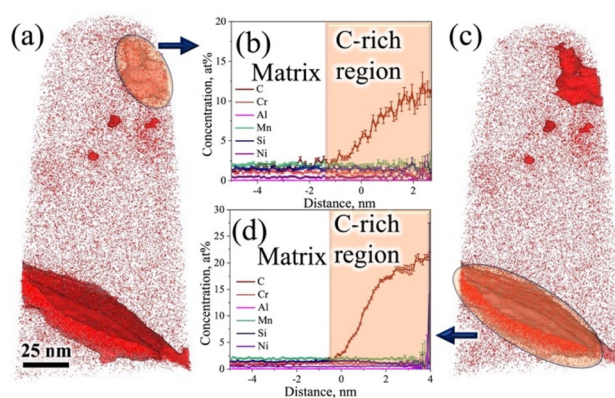 (a)
25 nm
(b)
C-rich
region
Matrix
C
Cr
Al
Mn
Si
Ni
Concentration, at%
0
5
10
15
20
-4
-2
0
2
Distance, nm
(c)
(d)
C-rich
region
Matrix
C
Cr
Al
Mn
Si
Ni
Concentration, at%
0
5
10
15
20
25
30
-4
-2
0
2
4
Distance, nm